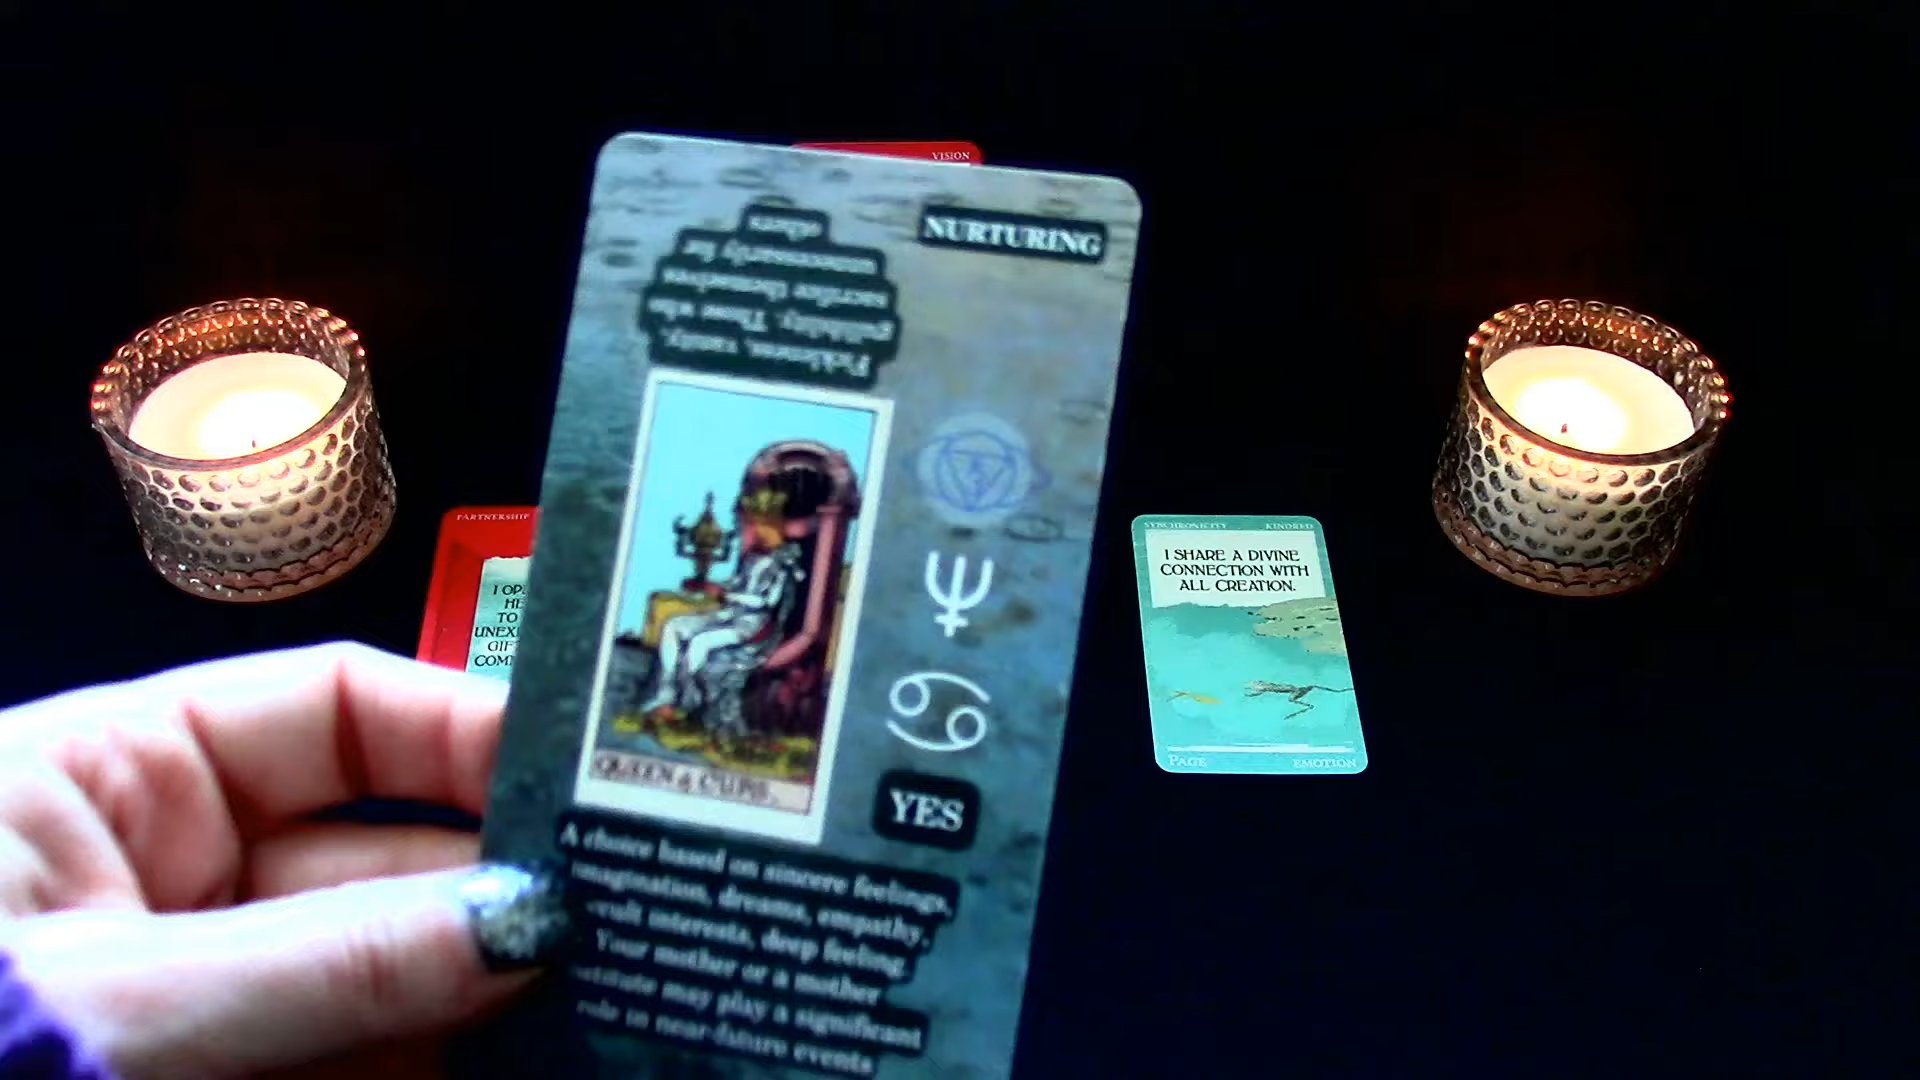 VISION
NURTURING
others
unnecessarily for
sacrifice themselves
gullibility. Those who
Fickleness, vanity,
QUEEN of CUPS.
YES
A choice based on sincere feelings,
imagination, dreams, empathy,
interests, deep feeling.
Your mother or a mother
may play a significant
role in near-future events
PARTNERSHIP
I
TO
SYNCHRONICITY KINDRED
I SHARE A DIVINE
CONNECTION WITH
ALL CREATION.
PAGE EMOTION